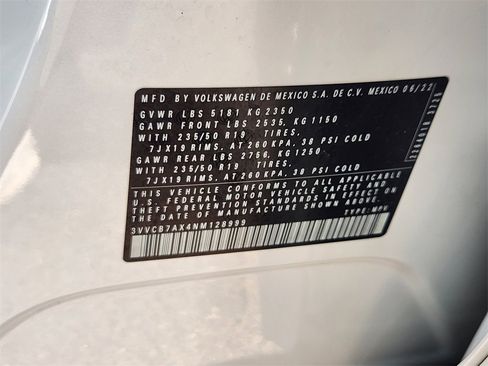 MFD BY VOLKSWAGEN DE MEXICO S.A. DE C.V. MEXICO 06/22
GVWR LBS 5181 KG 2350
GAWR FRONT LBS 2535, KG 1150
WITH 235/50 R19 TIRES,
7JX19 RIMS, AT 260 KPA, 38 PSI COLD
GAWR REAR LBS 2756, KG 1250
WITH 235/50 R19 TIRES,
7JX19 RIMS, AT 260 KPA, 38 PSI COLD
THIS VEHICLE CONFORMS TO ALL APPLICABLE
U.S. FEDERAL MOTOR VEHICLE SAFETY AND
THEFT PREVENTION STANDARDS IN EFFECT ON
THE DATE OF MANUFACTURE SHOWN ABOVE.
3VVCB7AX4NM128999 TYPE: MPV